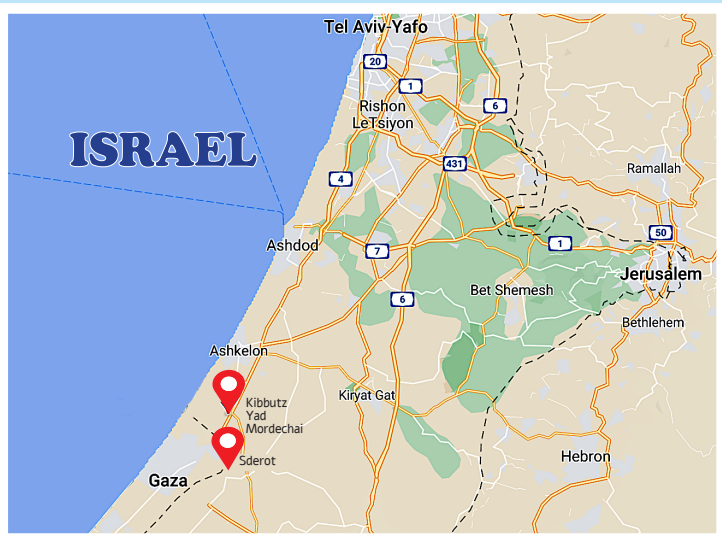 Tel Aviv-Yafo
20
1
Rishon
LeTsiyon
6
ISRAEL
431
4
Ramallah
50
Ashdod
7
1
Jerusalem
6
Bet Shemesh
Bethlehem
Ashkelon
Kiryat Gat
Kibbutz
Yad
Mordechai
Sderot
Hebron
Gaza